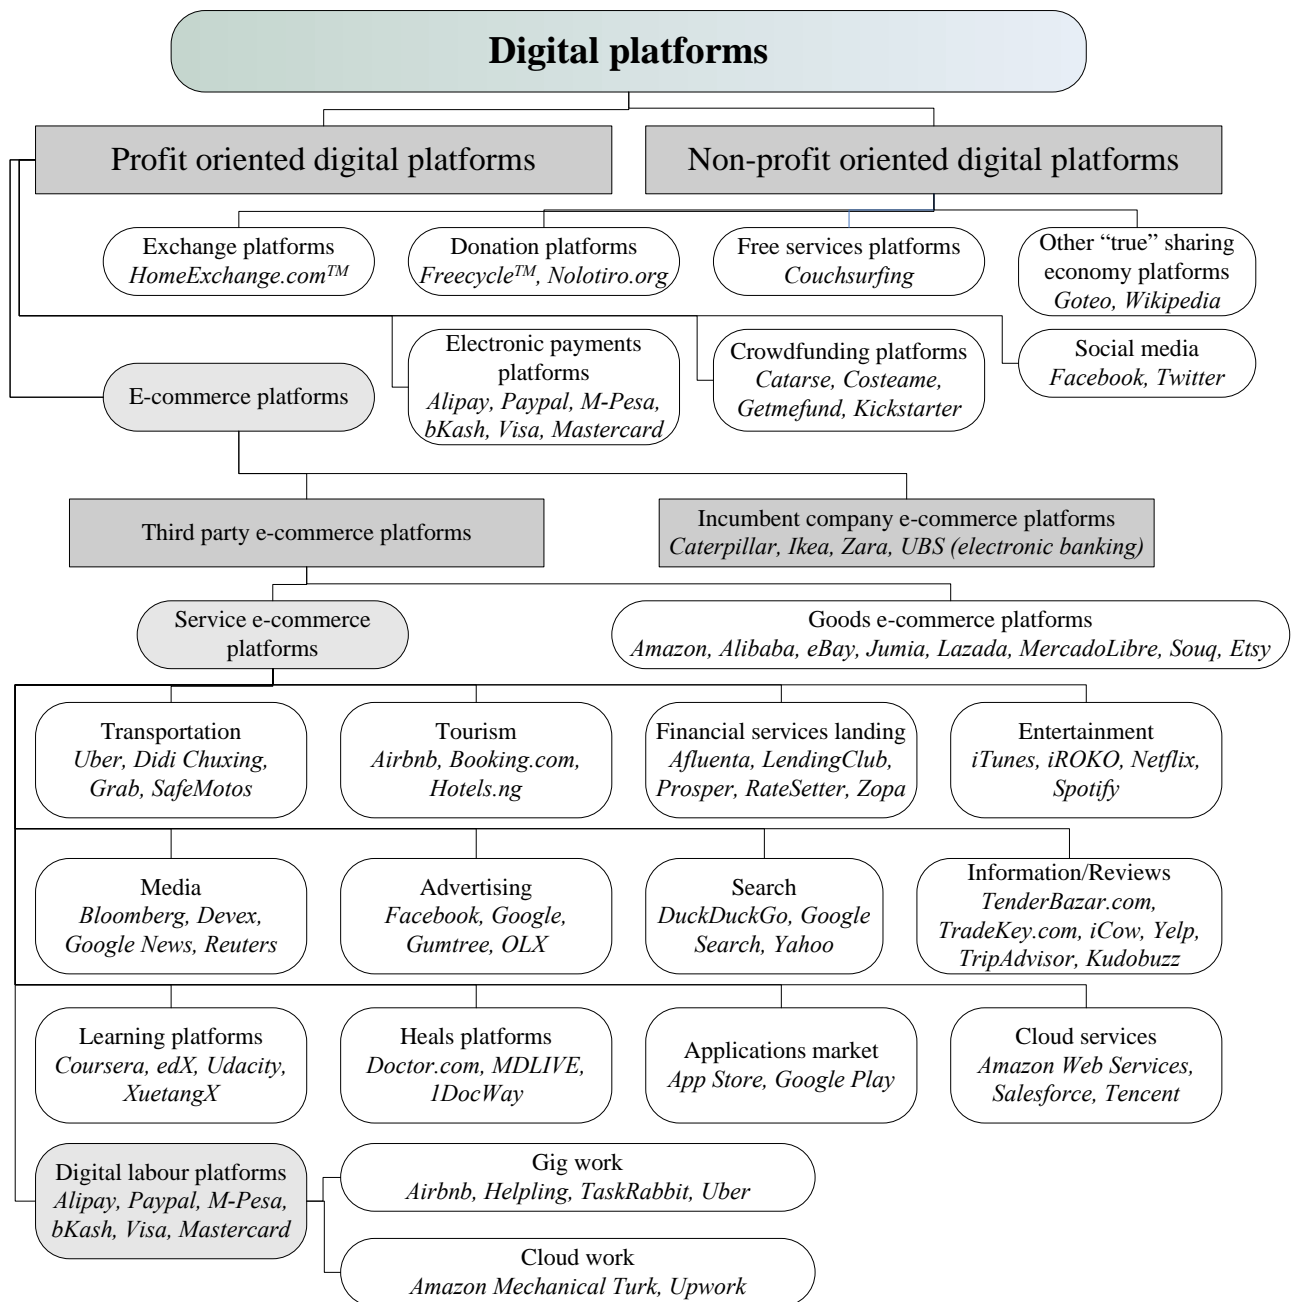 Digital platforms
Profit oriented digital platforms
Non-profit oriented digital platforms
Exchange platforms
HomeExchange.com™
Donation platforms
Freecycle™, Nolotiro.org
Free services platforms
Couchsurfing
Other “true” sharing
economy platforms
Goteo, Wikipedia
E-commerce platforms
Electronic payments
platforms
Alipay, Paypal, M-Pesa,
bKash, Visa, Mastercard
Crowdfunding platforms
Catarse, Costeame,
Getmefund, Kickstarter
Social media
Facebook, Twitter
Third party e-commerce platforms
Incumbent company e-commerce platforms
Caterpillar, Ikea, Zara, UBS (electronic banking)
Service e-commerce
platforms
Goods e-commerce platforms
Amazon, Alibaba, eBay, Jumia, Lazada, MercadoLibre, Souq, Etsy
Transportation
Uber, Didi Chuxing,
Grab, SafeMotos
Tourism
Airbnb, Booking.com,
Hotels.ng
Financial services landing
Afluenta, LendingClub,
Prosper, RateSetter, Zopa
Entertainment
iTunes, iROKO, Netflix,
Spotify
Media
Bloomberg, Devex,
Google News, Reuters
Advertising
Facebook, Google,
Gumtree, OLX
Search
DuckDuckGo, Google
Search, Yahoo
Information/Reviews
TenderBazar.com,
TradeKey.com, iCow, Yelp,
TripAdvisor, Kudobuzz
Learning platforms
Coursera, edX, Udacity,
XuetangX
Heals platforms
Doctor.com, MDLIVE,
1DocWay
Applications market
App Store, Google Play
Cloud services
Amazon Web Services,
Salesforce, Tencent
Digital labour platforms
Alipay, Paypal, M-Pesa,
bKash, Visa, Mastercard
Gig work
Airbnb, Helpling, TaskRabbit, Uber
Cloud work
Amazon Mechanical Turk, Upwork